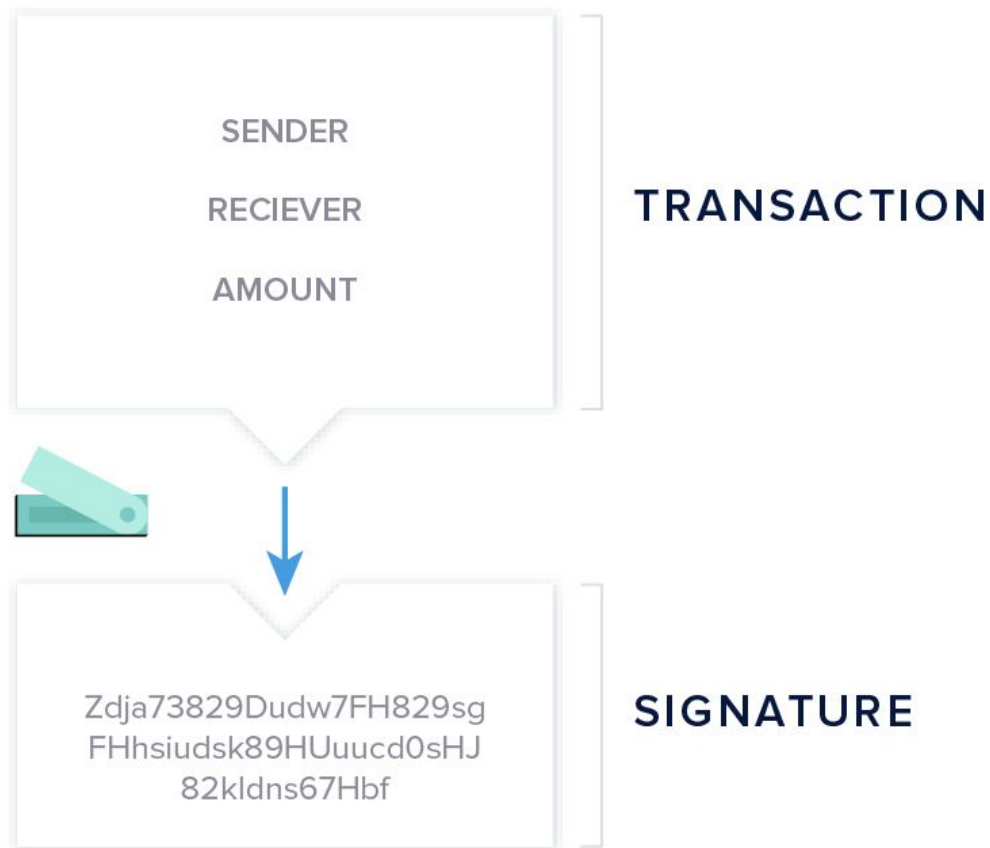 SENDER
RECIEVER
AMOUNT
TRANSACTION
Zdja73829Dudw7FH829sg
FHhsiudsk89HUuucd0sHJ
82kldns67Hbf
SIGNATURE